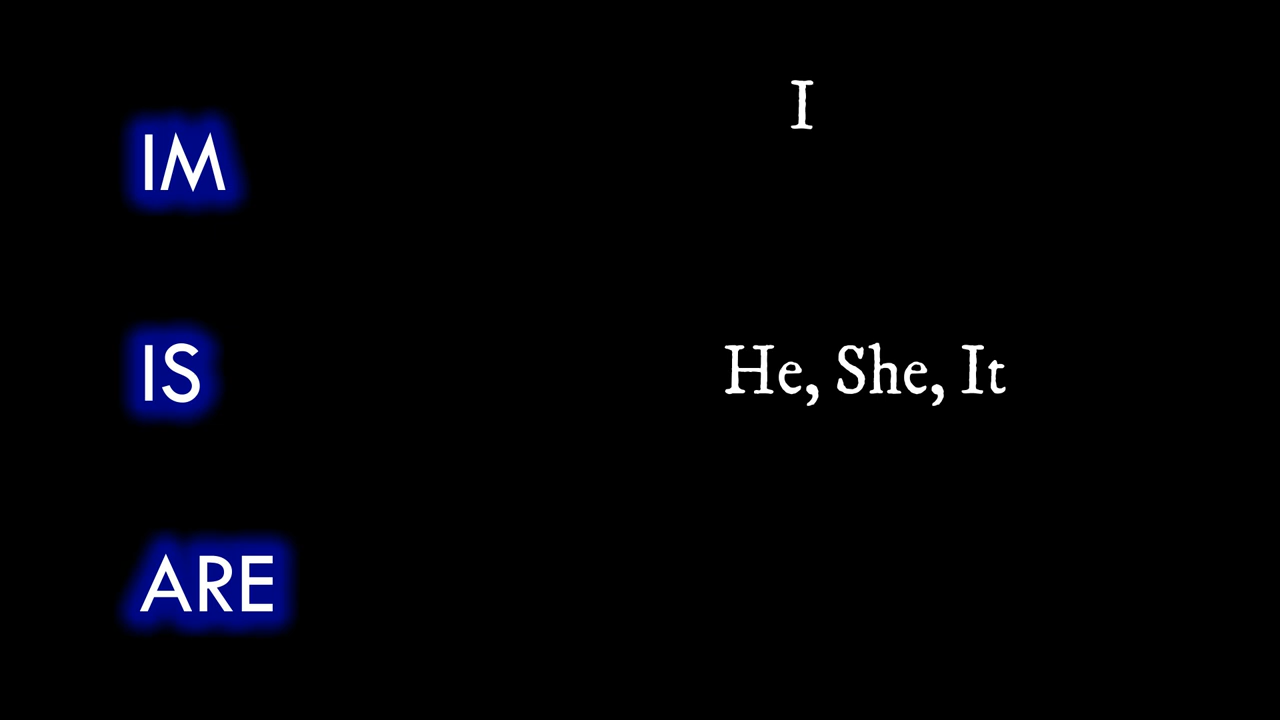 I
IM
IS
He, She, It
ARE